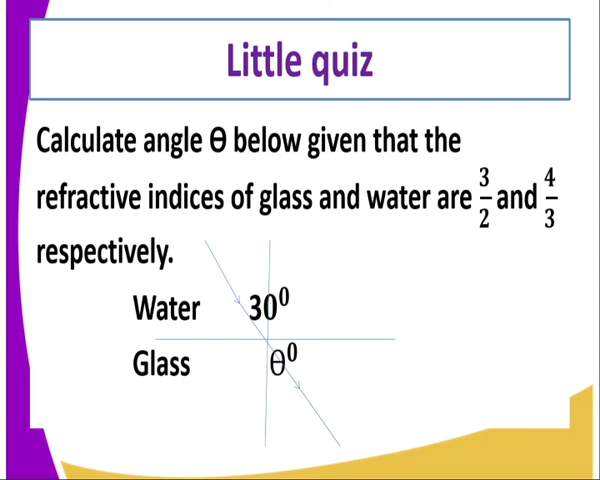 Little quiz
Calculate angle Ɵ below given that the
refractive indices of glass and water are 3/2 and 4/3
respectively.
Water 30⁰
Glass Ɵ⁰